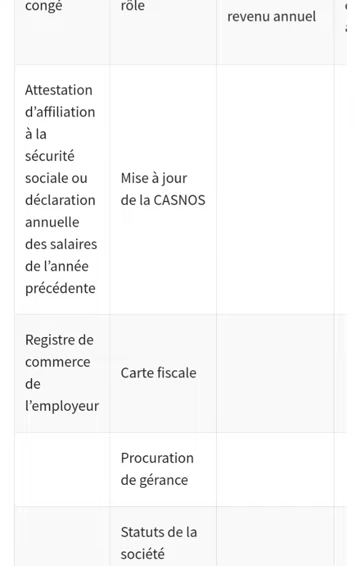 congé
rôle
revenu annuel
Attestation
d'affiliation
à la
sécurité
sociale ou
déclaration
annuelle
des salaires
de l'année
précédente
Mise à jour
de la CASNOS
Registre de
commerce
de
l'employeur
Carte fiscale
Procuration
de gérance
Statuts de la
société